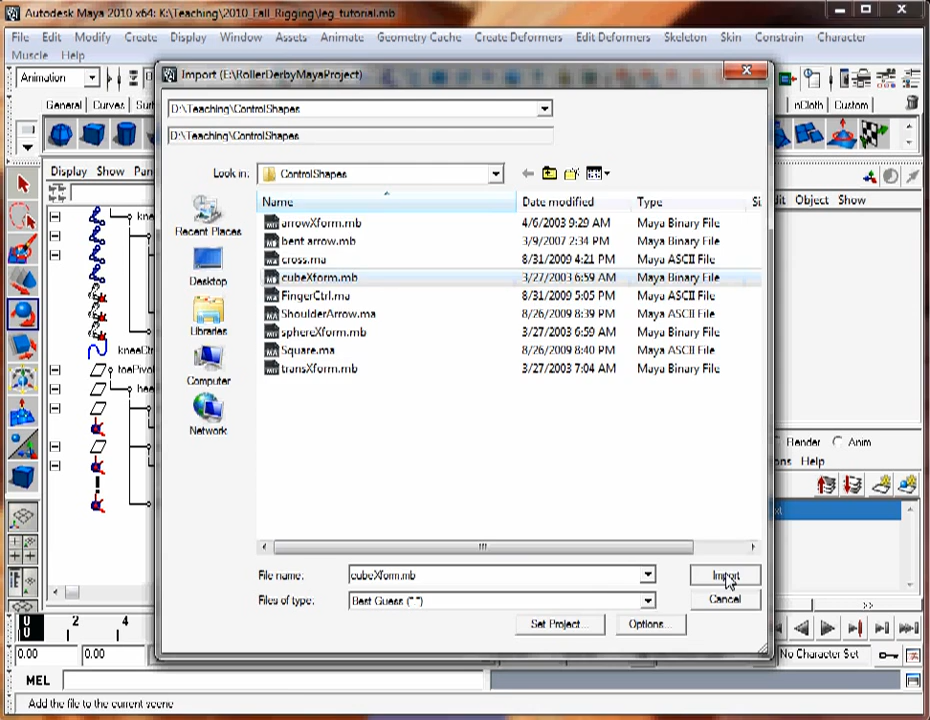 Autodesk Maya 2010 x64: K:\Teaching\2010_Fall_Rigging\leg_tutorial.mb
File Edit Modify Create Display Window Assets Animate Geometry Cache Create Deformers Edit Deformers Skeleton Skin Constrain Character
Muscle Help
Animation
Import (E:\RollerDerbyMayaProject)
General Curves
nCloth Custom
D:\Teaching\ControlShapes
D:\Teaching\ControlShapes
Display Show
Look in: ControlShapes
Object Show
Name Date modified Type
Recent Places
Desktop
Libraries
Computer
Network
arrowXform.mb 4/6/2003 9:29 AM Maya Binary File
bent arrow.mb 3/9/2007 2:34 PM Maya Binary File
cross.ma 8/31/2009 4:21 PM Maya ASCII File
cubeXform.mb 3/27/2003 6:59 AM Maya Binary File
FingerCtrl.ma 8/31/2009 5:05 PM Maya ASCII File
ShoulderArrow.ma 8/26/2009 8:39 PM Maya ASCII File
sphereXform.mb 3/27/2003 6:59 AM Maya Binary File
Square.ma 8/26/2009 8:40 PM Maya ASCII File
transXform.mb 3/27/2003 7:04 AM Maya Binary File
Render Anim
Help
File name: cubeXform.mb Import
Files of type: Best Guess (*.*) Cancel
Set Project... Options...
0 2 4
0
0.00 0.00 No Character Set
MEL
Add the file to the current scene